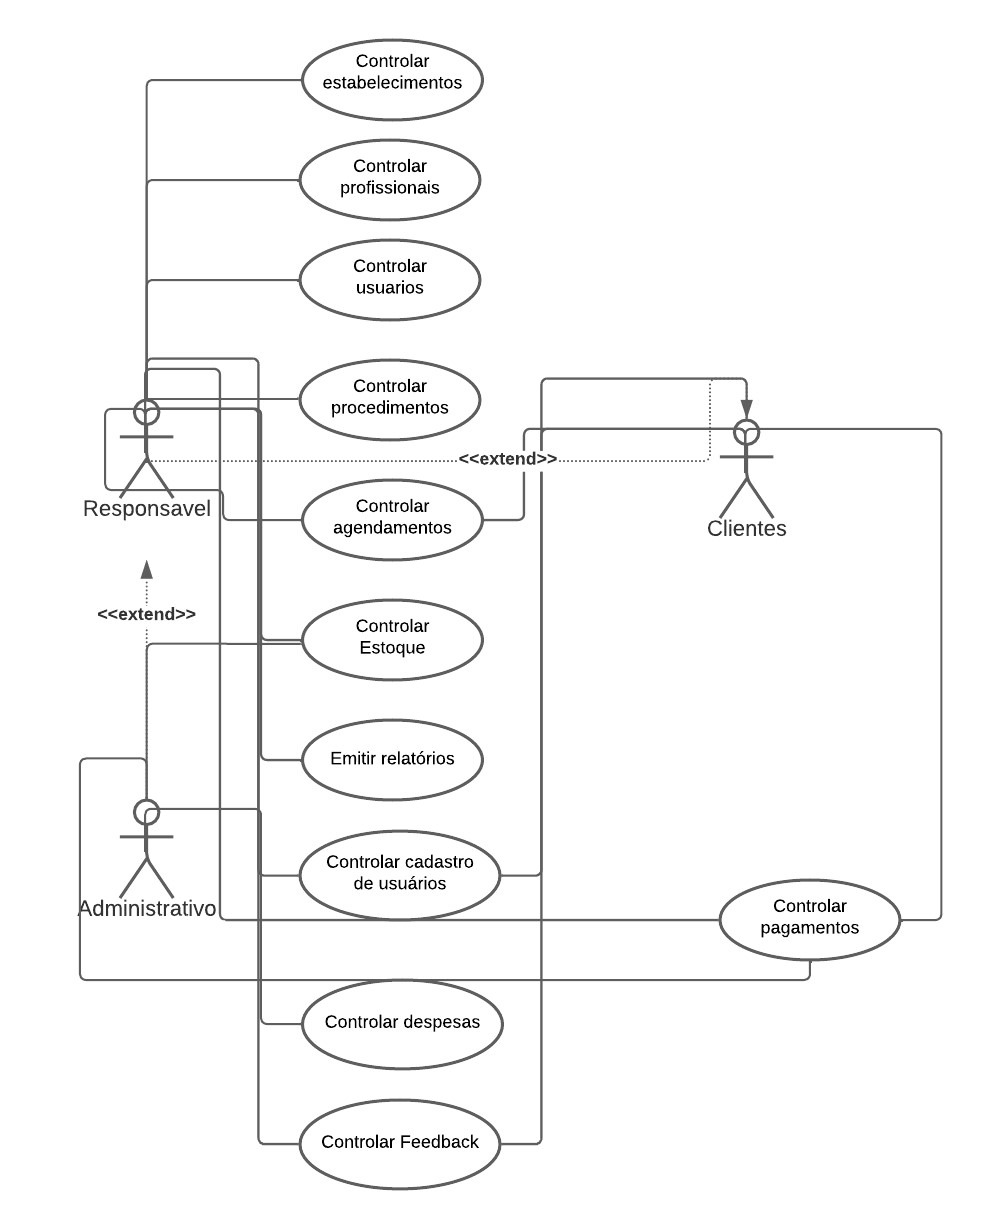 Controlar
estabelecimentos
Controlar
profissionais
Controlar
usuarios
Controlar
procedimentos
<<extend>>
Responsavel
Controlar
agendamentos
Clientes
<<extend>>
Controlar
Estoque
Emitir relatórios
Controlar cadastro
de usuários
Administrativo
Controlar
pagamentos
Controlar despesas
Controlar Feedback